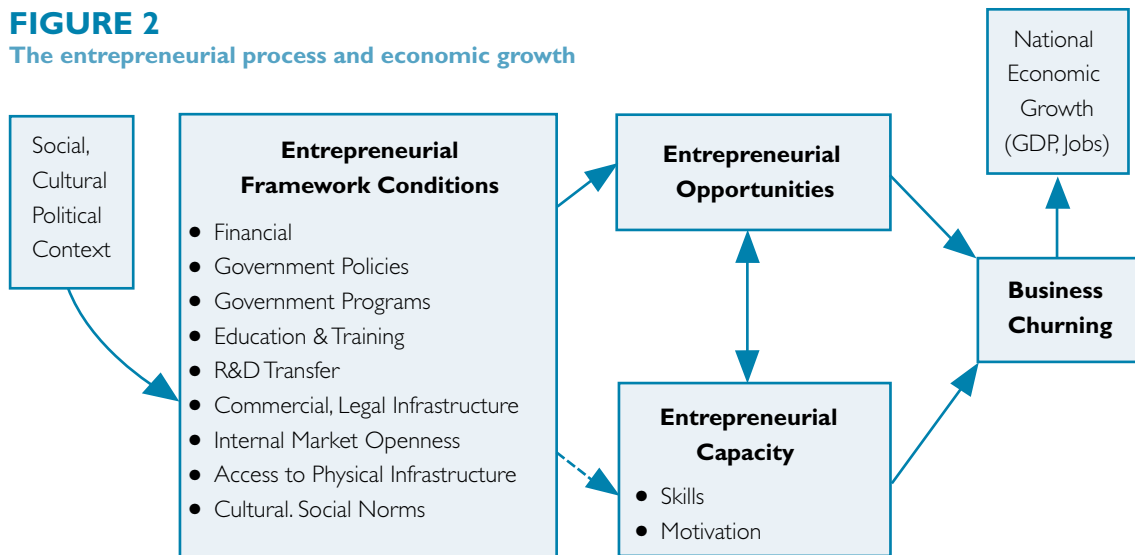 FIGURE 2
The entrepreneurial process and economic growth
Social,
Cultural
Political
Context
Entrepreneurial
Framework Conditions
• Financial
• Government Policies
• Government Programs
• Education & Training
• R&D Transfer
• Commercial, Legal Infrastructure
• Internal Market Openness
• Access to Physical Infrastructure
• Cultural. Social Norms
Entrepreneurial
Opportunities
Entrepreneurial
Capacity
• Skills
• Motivation
Business
Churning
National
Economic
Growth
(GDP, Jobs)